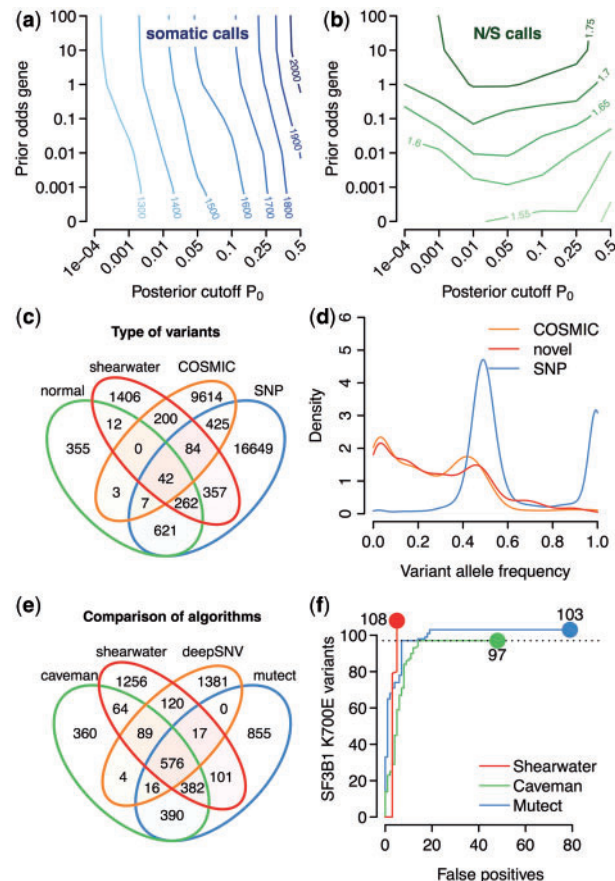 (a)
somatic calls
Prior odds gene
100
10
1
0.1
0.01
0.001
0
1300
1400
1500
1600
1700
1800
1900
2000
1e-04
0.001
0.01
0.05
0.1
0.25
0.5
Posterior cutoff P0
(b)
N/S calls
Prior odds gene
100
10
1
0.1
0.01
0.001
0
1.75
1.7
1.65
1.6
1.55
1e-04
0.001
0.01
0.05
0.1
0.25
0.5
Posterior cutoff P0
(c)
Type of variants
shearwater COSMIC
normal SNP
1406 9614
12 200 425
355 0 84 16649
42
3 7 262 357
621
(d)
COSMIC
novel
SNP
Density
6
5
4
3
2
1
0
0.0 0.2 0.4 0.6 0.8 1.0
Variant allele frequency
(e)
Comparison of algorithms
shearwater deepSNV
caveman mutect
1256 1381
64 120 0
360 89 17 855
576
4 16 382 101
390
(f)
108
103
97
SF3B1 K700E variants
100
80
60
40
20
0
Shearwater
Caveman
Mutect
0 20 40 60 80
False positives